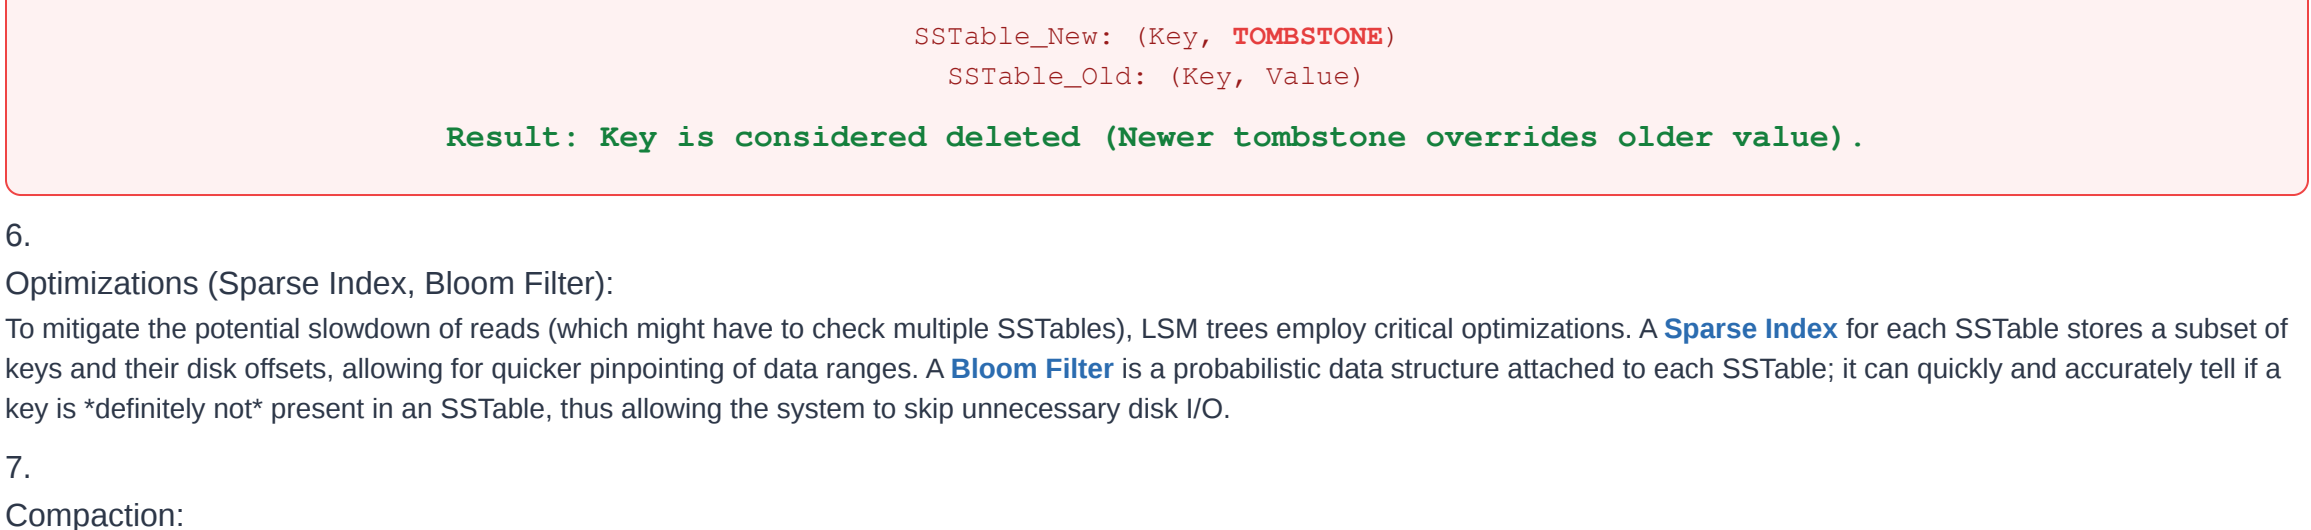 SSTable_New: (Key, TOMBSTONE)
SSTable_Old: (Key, Value)
Result: Key is considered deleted (Newer tombstone overrides older value).
6.
Optimizations (Sparse Index, Bloom Filter):
To mitigate the potential slowdown of reads (which might have to check multiple SSTables), LSM trees employ critical optimizations. A Sparse Index for each SSTable stores a subset of
keys and their disk offsets, allowing for quicker pinpointing of data ranges. A Bloom Filter is a probabilistic data structure attached to each SSTable; it can quickly and accurately tell if a
key is *definitely not* present in an SSTable, thus allowing the system to skip unnecessary disk I/O.
7.
Compaction: